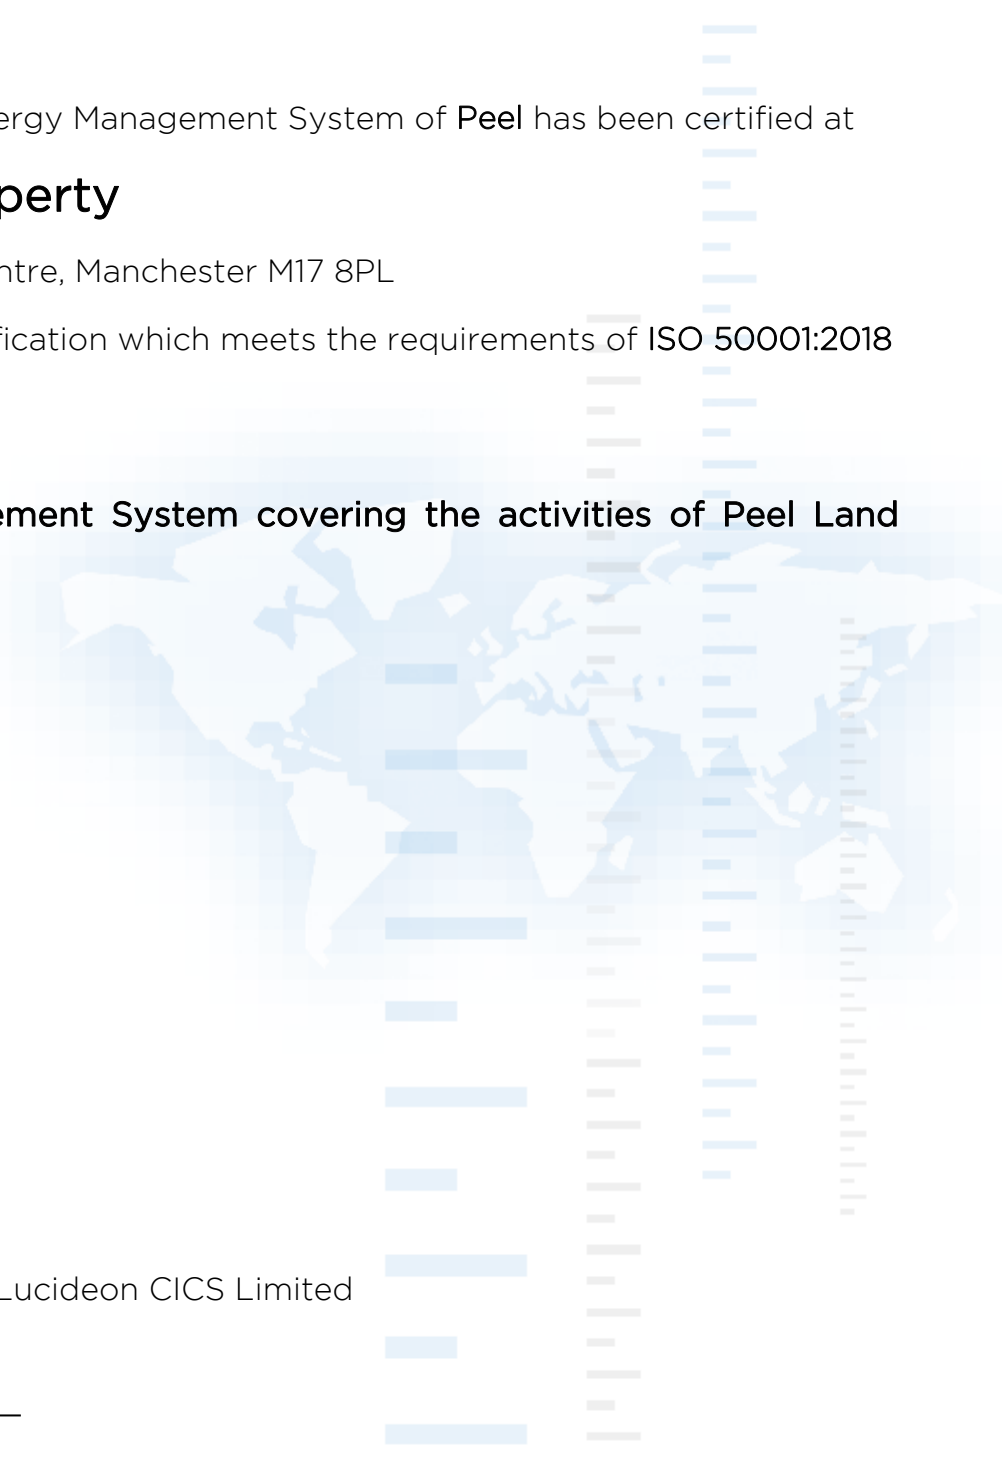 ergy Management System of Peel has been certified at
perty
ntre, Manchester M17 8PL
fication which meets the requirements of ISO 50001:2018
ement System covering the activities of Peel Land
Lucideon CICS Limited